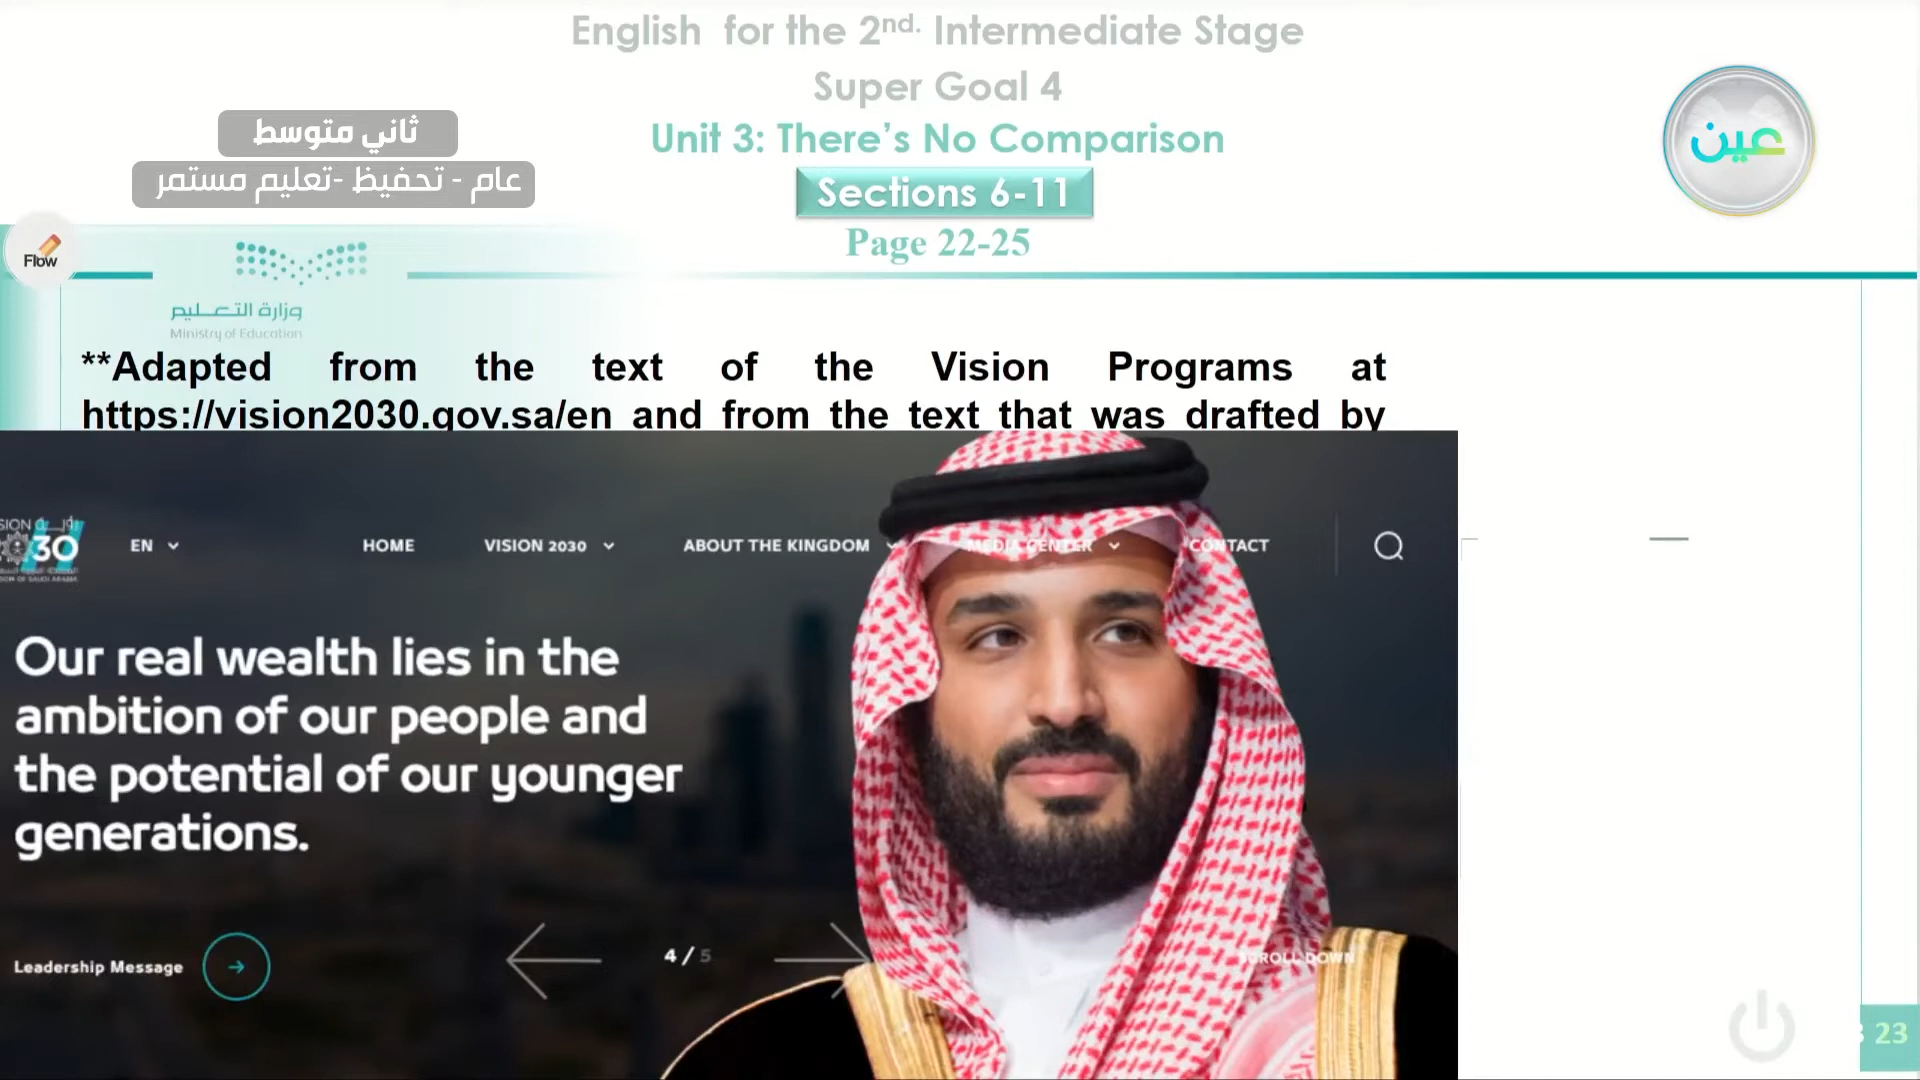 English for the 2nd. Intermediate Stage
Super Goal 4
Unit 3: There's No Comparison
Sections 6-11
Page 22-25
ثاني متوسط
عام - تحفيظ -تعليم مستمر
عين
Flow
وزارة التعليم
Ministry of Education
**Adapted from the text of the Vision Programs at
https://vision2030.gov.sa/en and from the text that was drafted by
30
EN
HOME
VISION 2030
ABOUT THE KINGDOM
MEDIA CENTER
CONTACT
Our real wealth lies in the
ambition of our people and
the potential of our younger
generations.
Leadership Message
4 / 5
SCROLL DOWN
23